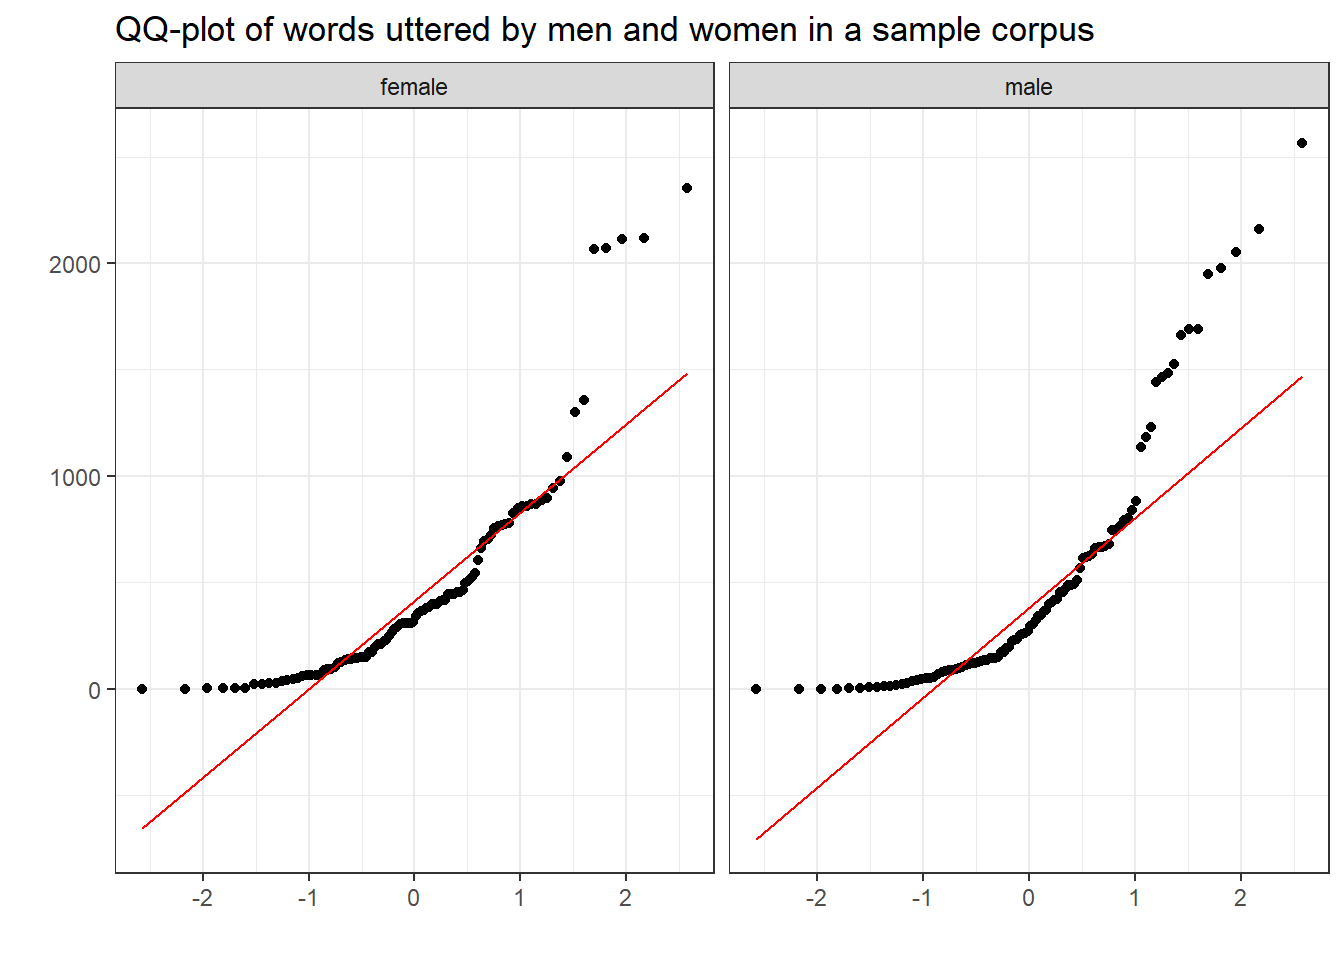 QQ-plot of words uttered by men and women in a sample corpus
female male
2000
1000
0
-2 -1 0 1 2 -2 -1 0 1 2